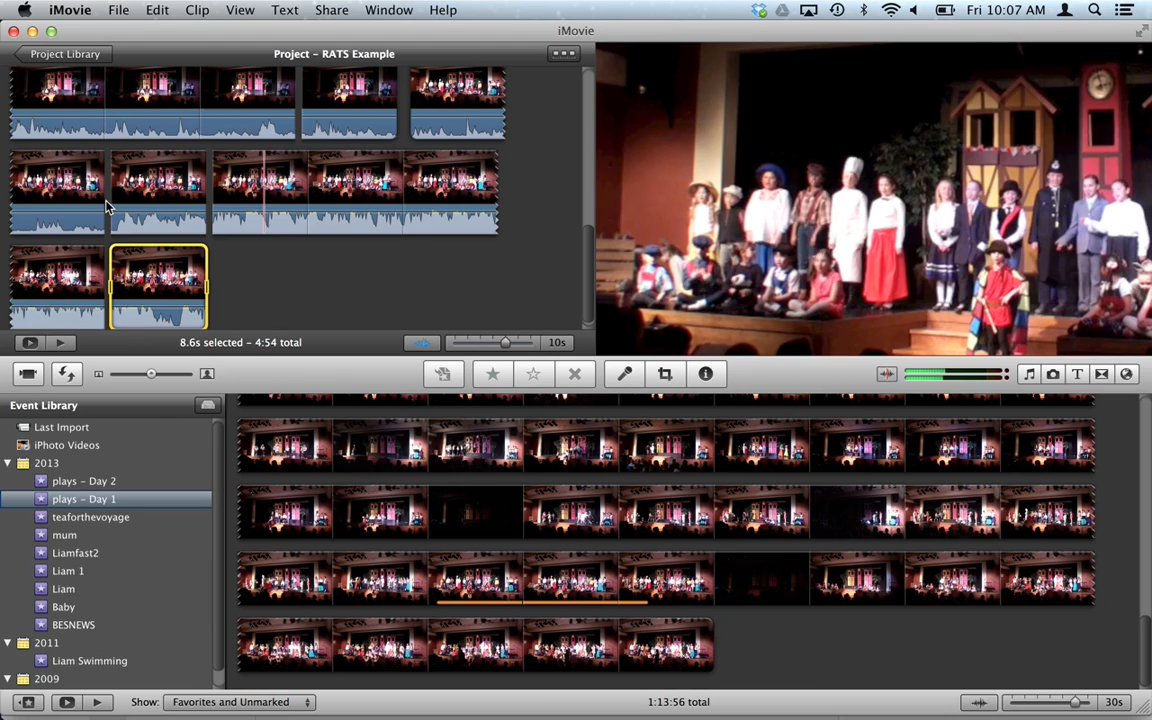 iMovie File Edit Clip View Text Share Window Help Fri 10:07 AM
iMovie
Project Library Project - RATS Example
8.6s selected - 4:54 total 10s
Event Library
Last Import
iPhoto Videos
2013
plays - Day 2
plays - Day 1
teaforthevoyage
mum
Liamfast2
Liam 1
Liam
Baby
BESNEWS
2011
Liam Swimming
2009
Show: Favorites and Unmarked 1:13:56 total 30s